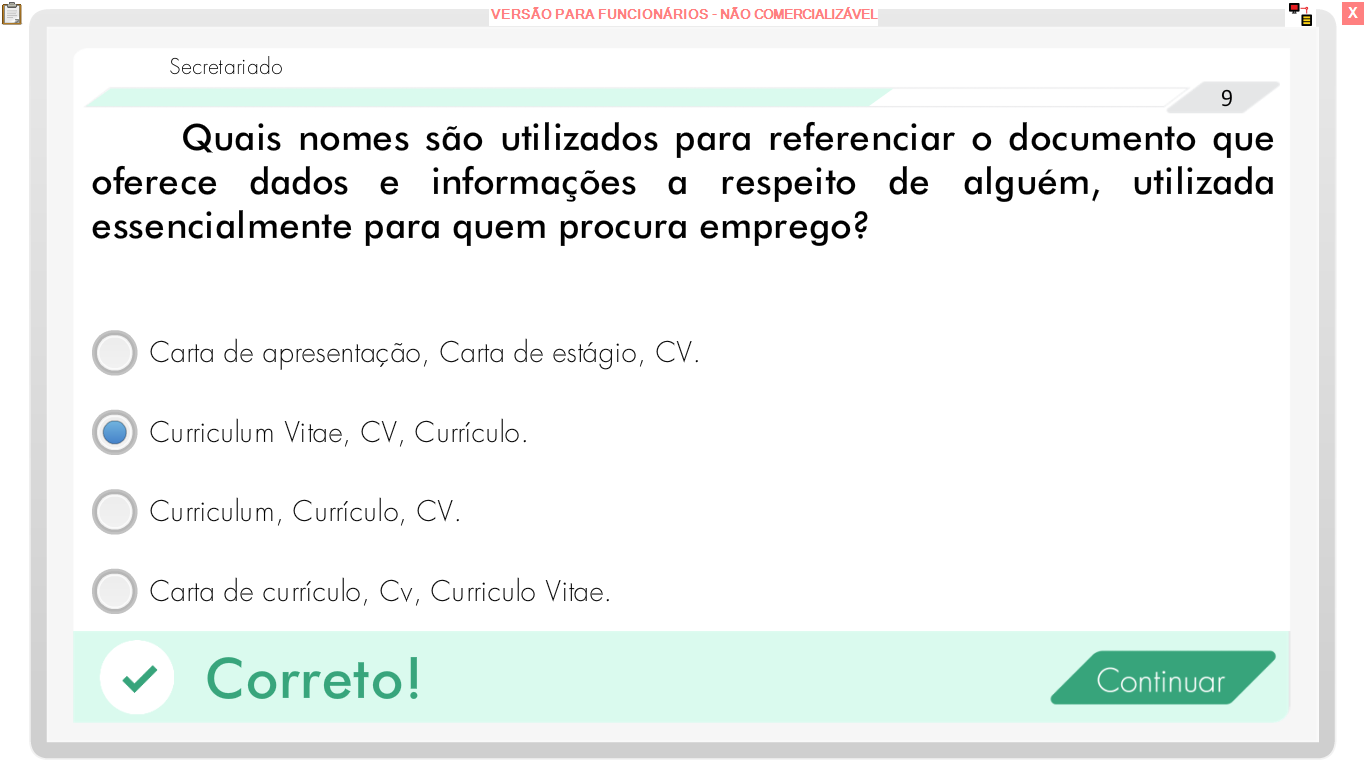 VERSÃO PARA FUNCIONÁRIOS - NÃO COMERCIALIZÁVEL
X
Secretariado
9
Quais nomes são utilizados para referenciar o documento que
oferece dados e informações a respeito de alguém, utilizada
essencialmente para quem procura emprego?
Carta de apresentação, Carta de estágio, CV.
Curriculum Vitae, CV, Currículo.
Curriculum, Currículo, CV.
Carta de currículo, Cv, Curriculo Vitae.
Correto!
Continuar